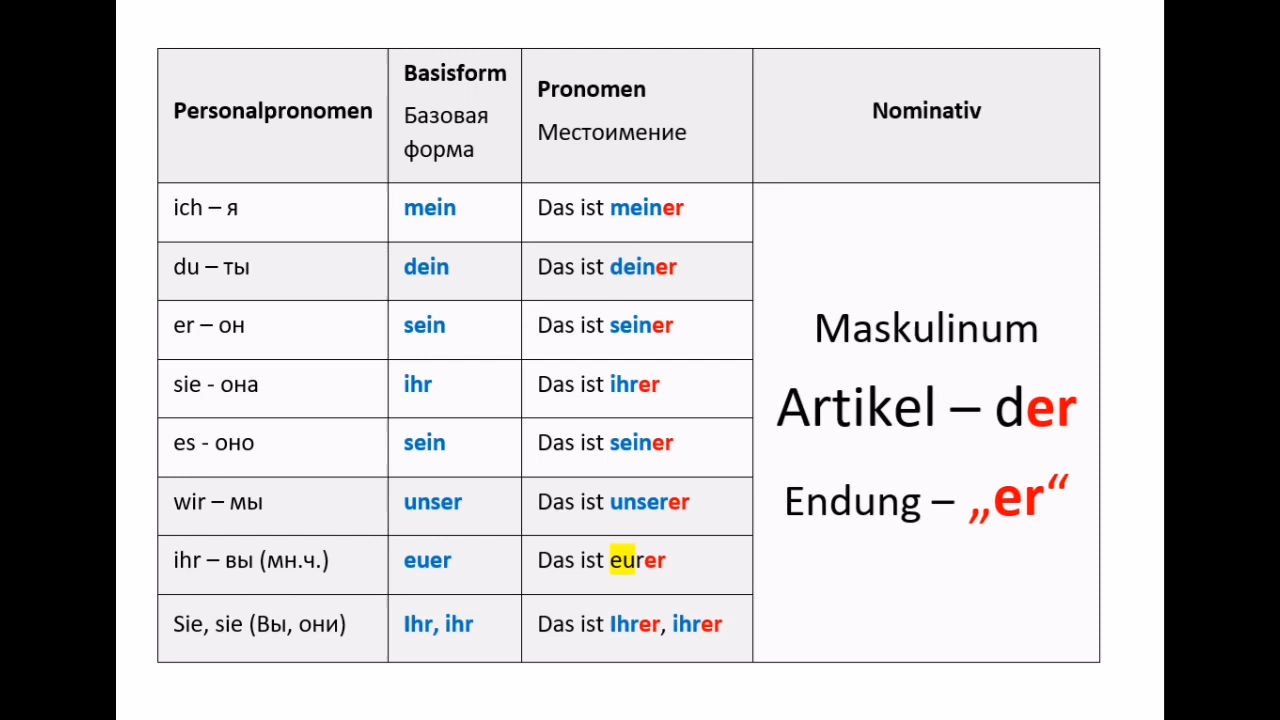 Personalpronomen
Basisform
Базовая
форма
Pronomen
Местоимение
Nominativ
ich – я
mein
Das ist meiner
du – ты
dein
Das ist deiner
er – он
sein
Das ist seiner
sie - она
ihr
Das ist ihrer
es - оно
sein
Das ist seiner
wir – мы
unser
Das ist unserer
ihr – вы (мн.ч.)
euer
Das ist eurer
Sie, sie (Вы, они)
Ihr, ihr
Das ist Ihrer, ihrer
Maskulinum
Artikel – der
Endung – „er“